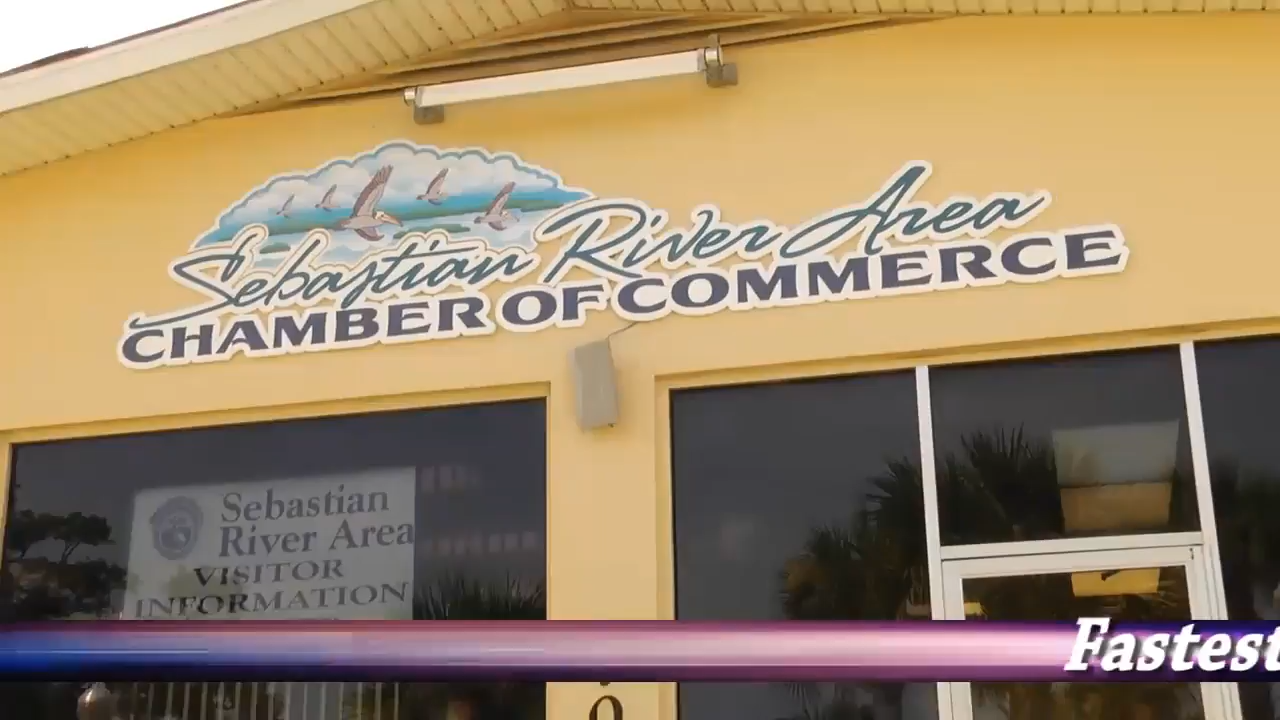 Sebastian River Area
CHAMBER OF COMMERCE
Sebastian
River Area
VISITOR
INFORMATION
Fastest